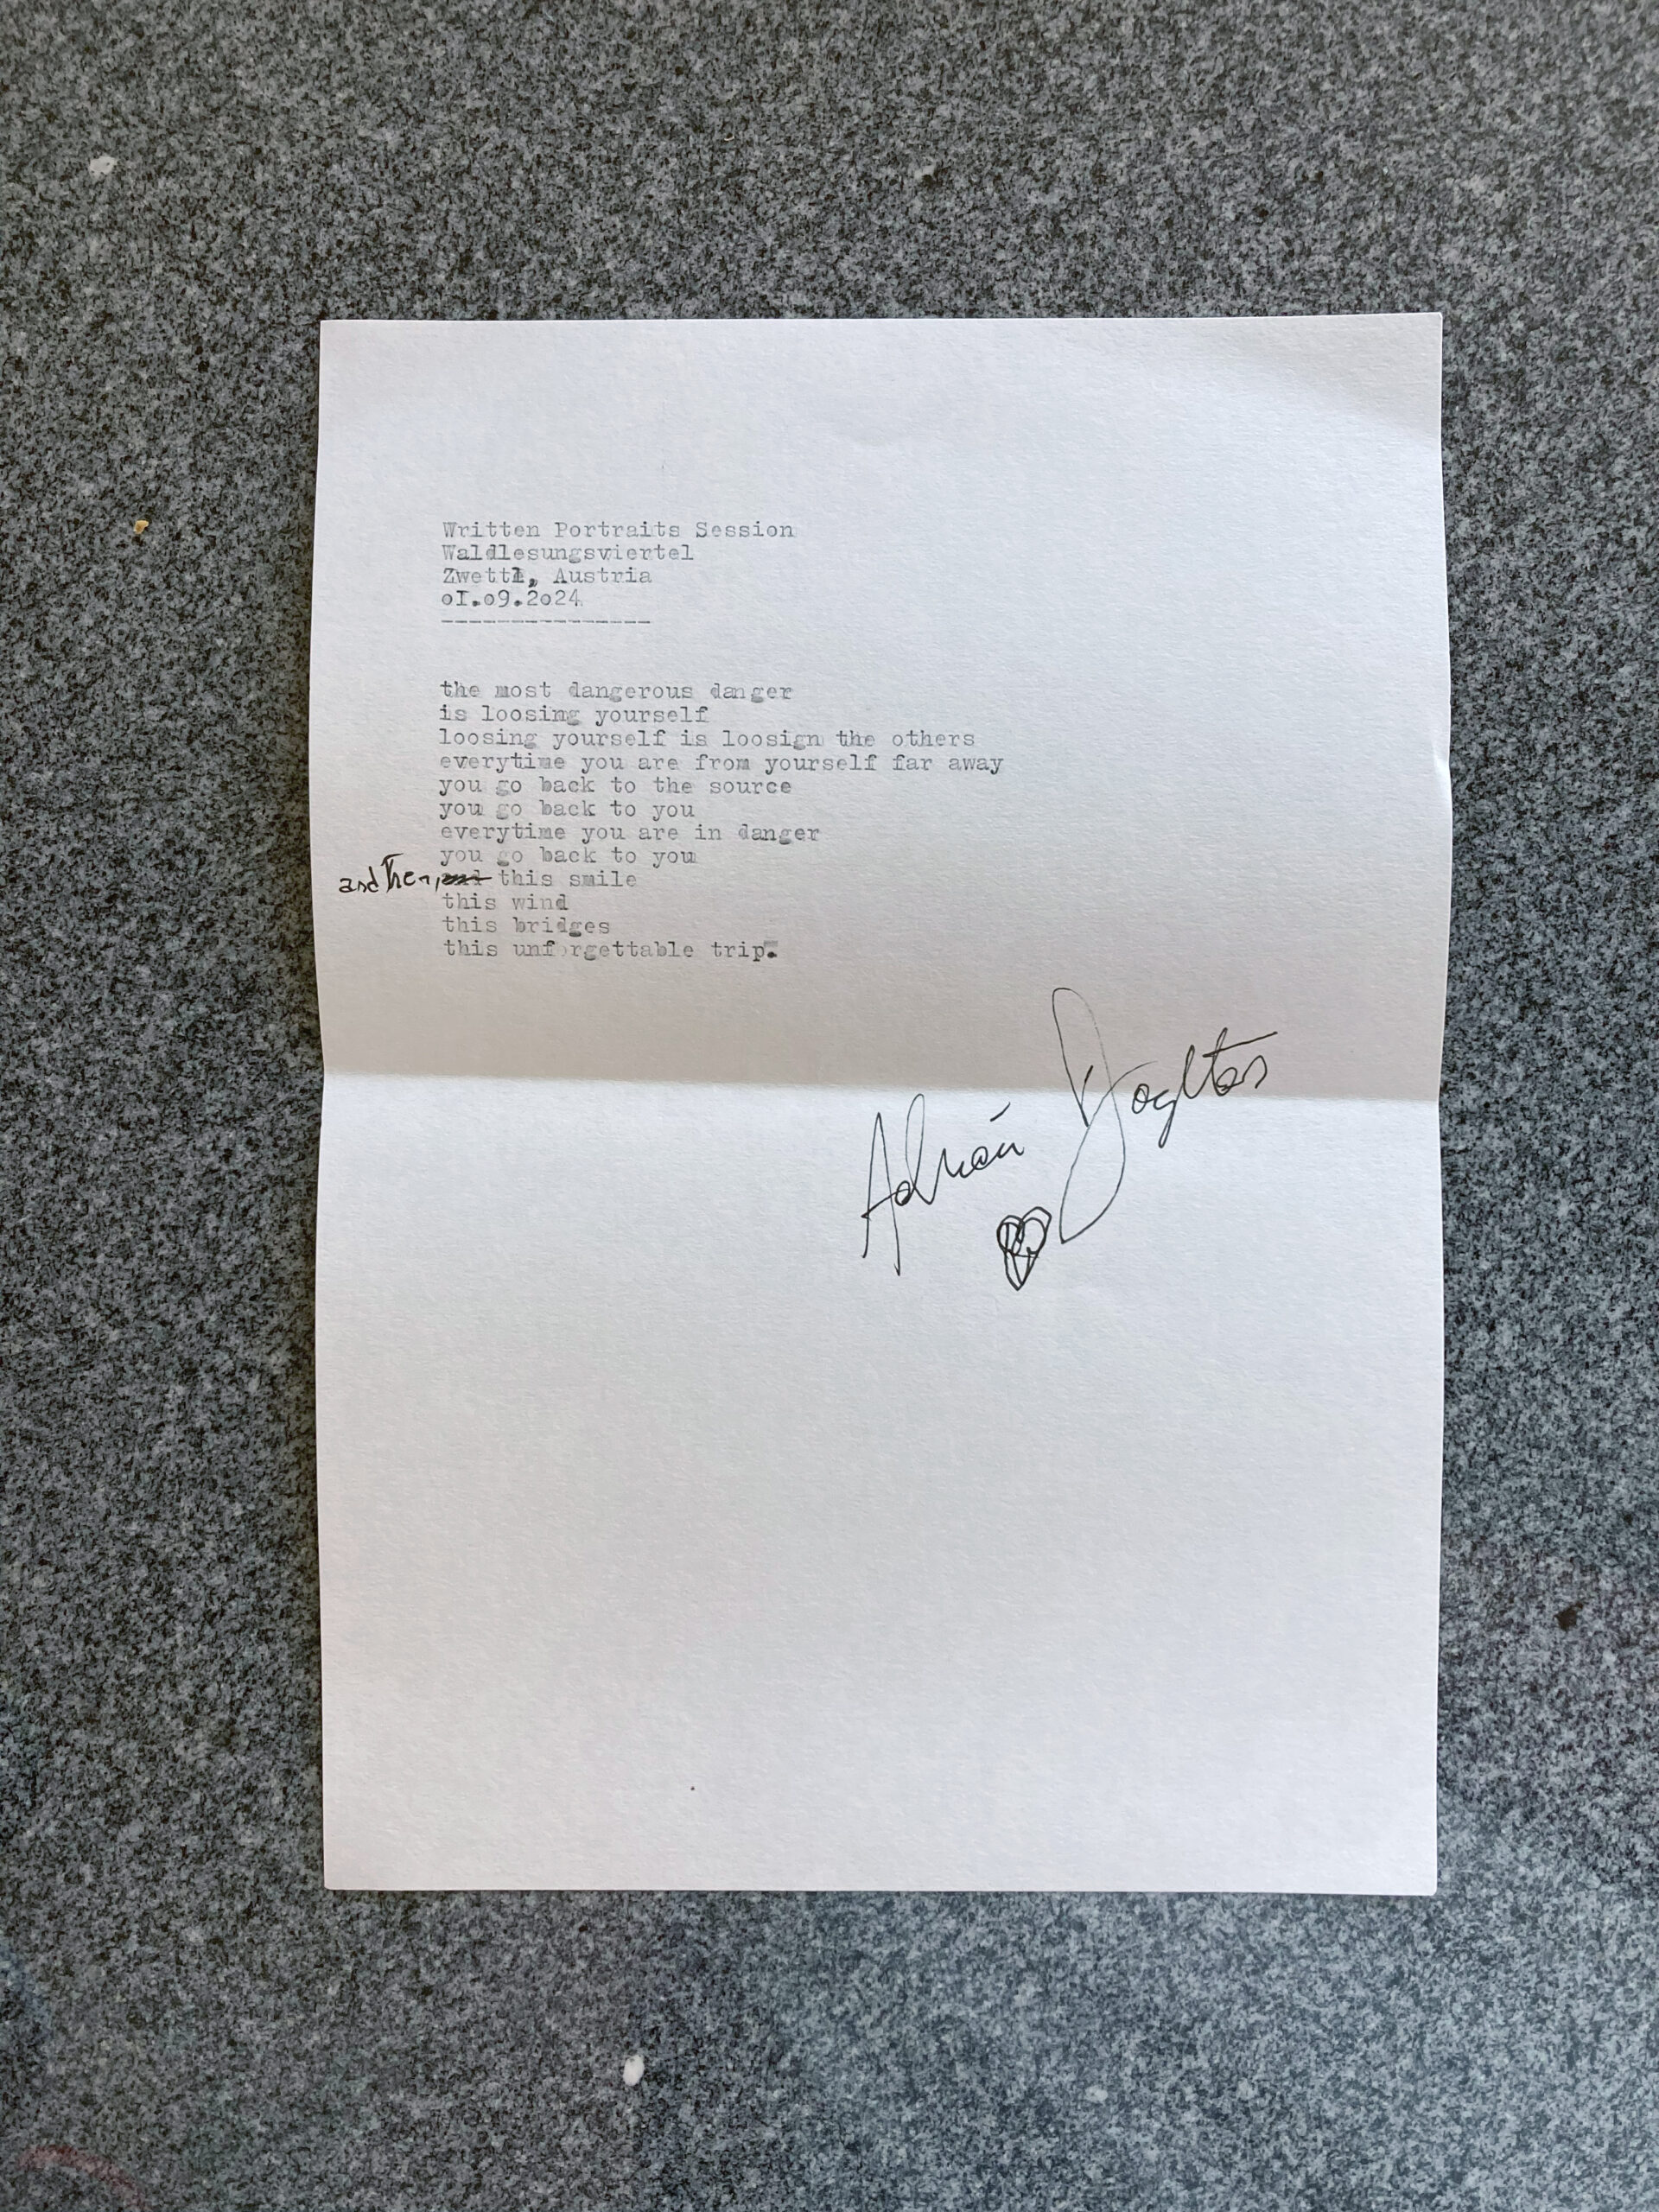 Written Portraits Session
Waldlesungsviertel
Zwettl, Austria
o1.o9.2o24
---------------
the most dangerous danger
is loosing yourself
loosing yourself is loosign the others
everytime you are from yourself far away
you go back to the source
you go back to you
everytime you are in danger
you go back to you
and then, this smile
this wind
this bridges
this unforgettable trip.
Adrián